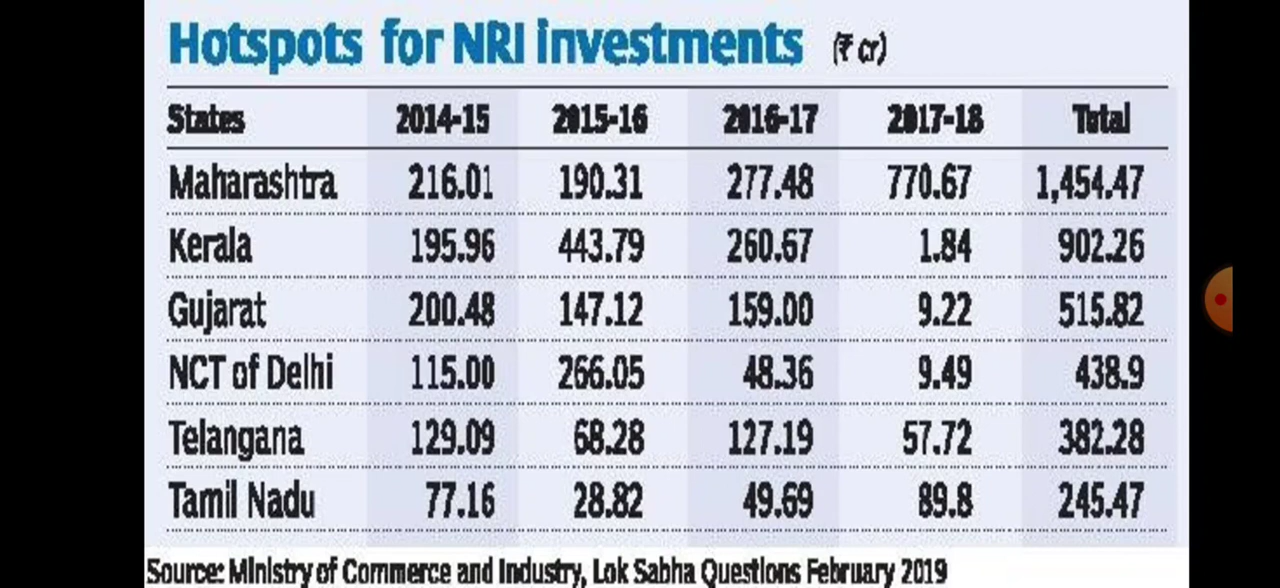 Hotspots for NRI investments (₹ cr)
States 2014-15 2015-16 2016-17 2017-18 Total
Maharashtra 216.01 190.31 277.48 770.67 1,454.47
Kerala 195.96 443.79 260.67 1.84 902.26
Gujarat 200.48 147.12 159.00 9.22 515.82
NCT of Delhi 115.00 266.05 48.36 9.49 438.9
Telangana 129.09 68.28 127.19 57.72 382.28
Tamil Nadu 77.16 28.82 49.69 89.8 245.47
Source: Ministry of Commerce and Industry, Lok Sabha Questions February 2019